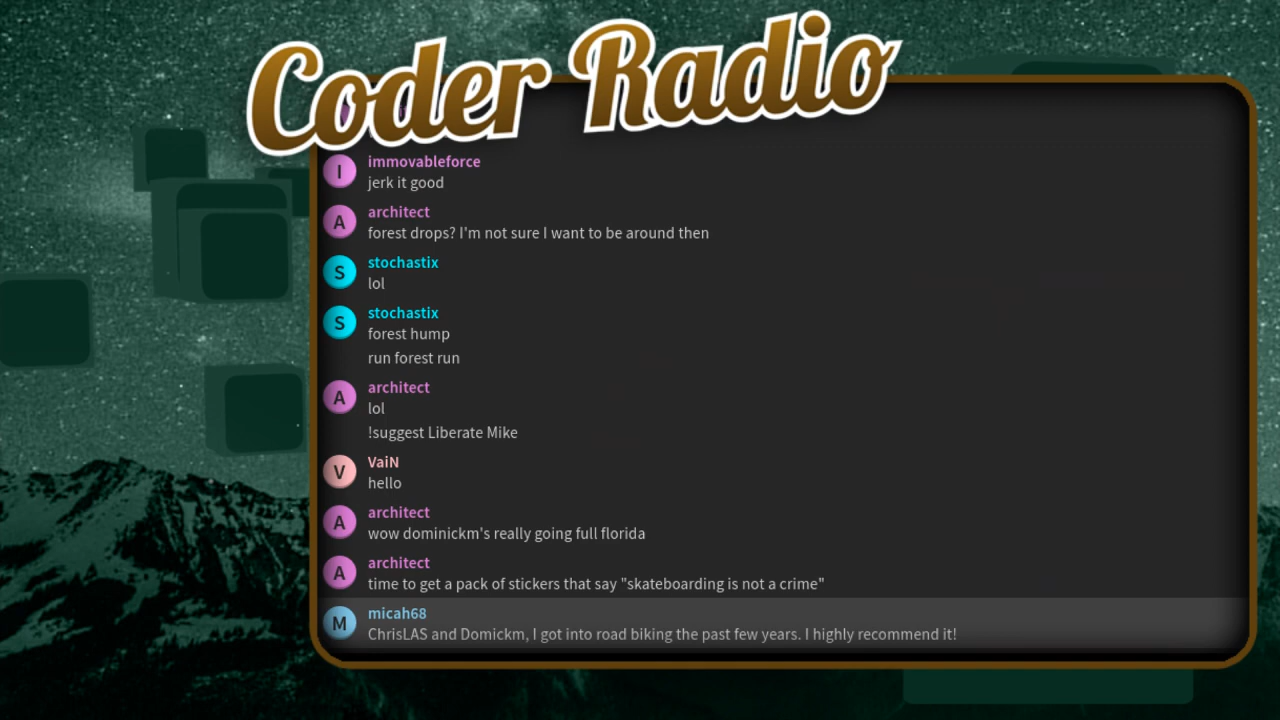 Coder Radio
I
immovableforce
jerk it good
A
architect
forest drops? I'm not sure I want to be around then
S
stochastix
lol
S
stochastix
forest hump
run forest run
A
architect
lol
!suggest Liberate Mike
V
VaiN
hello
A
architect
wow dominickm's really going full florida
A
architect
time to get a pack of stickers that say "skateboarding is not a crime"
M
micah68
ChrisLAS and Domickm, I got into road biking the past few years. I highly recommend it!